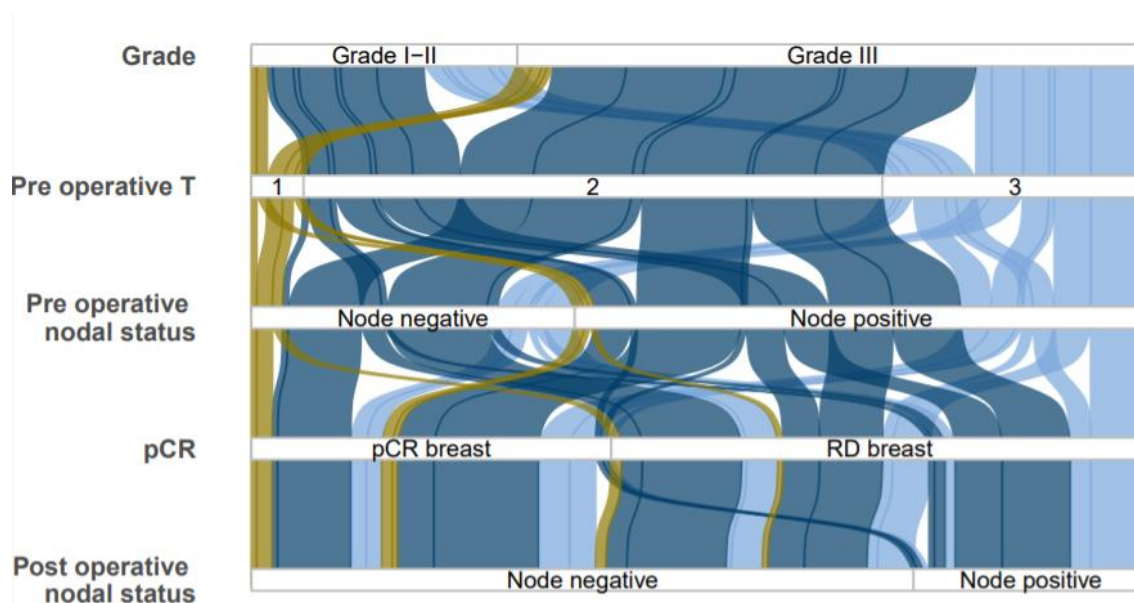 Grade
Grade I−II
Grade III
Pre operative T
1
2
3
Pre operative
nodal status
Node negative
Node positive
pCR
pCR breast
RD breast
Post operative
nodal status
Node negative
Node positive